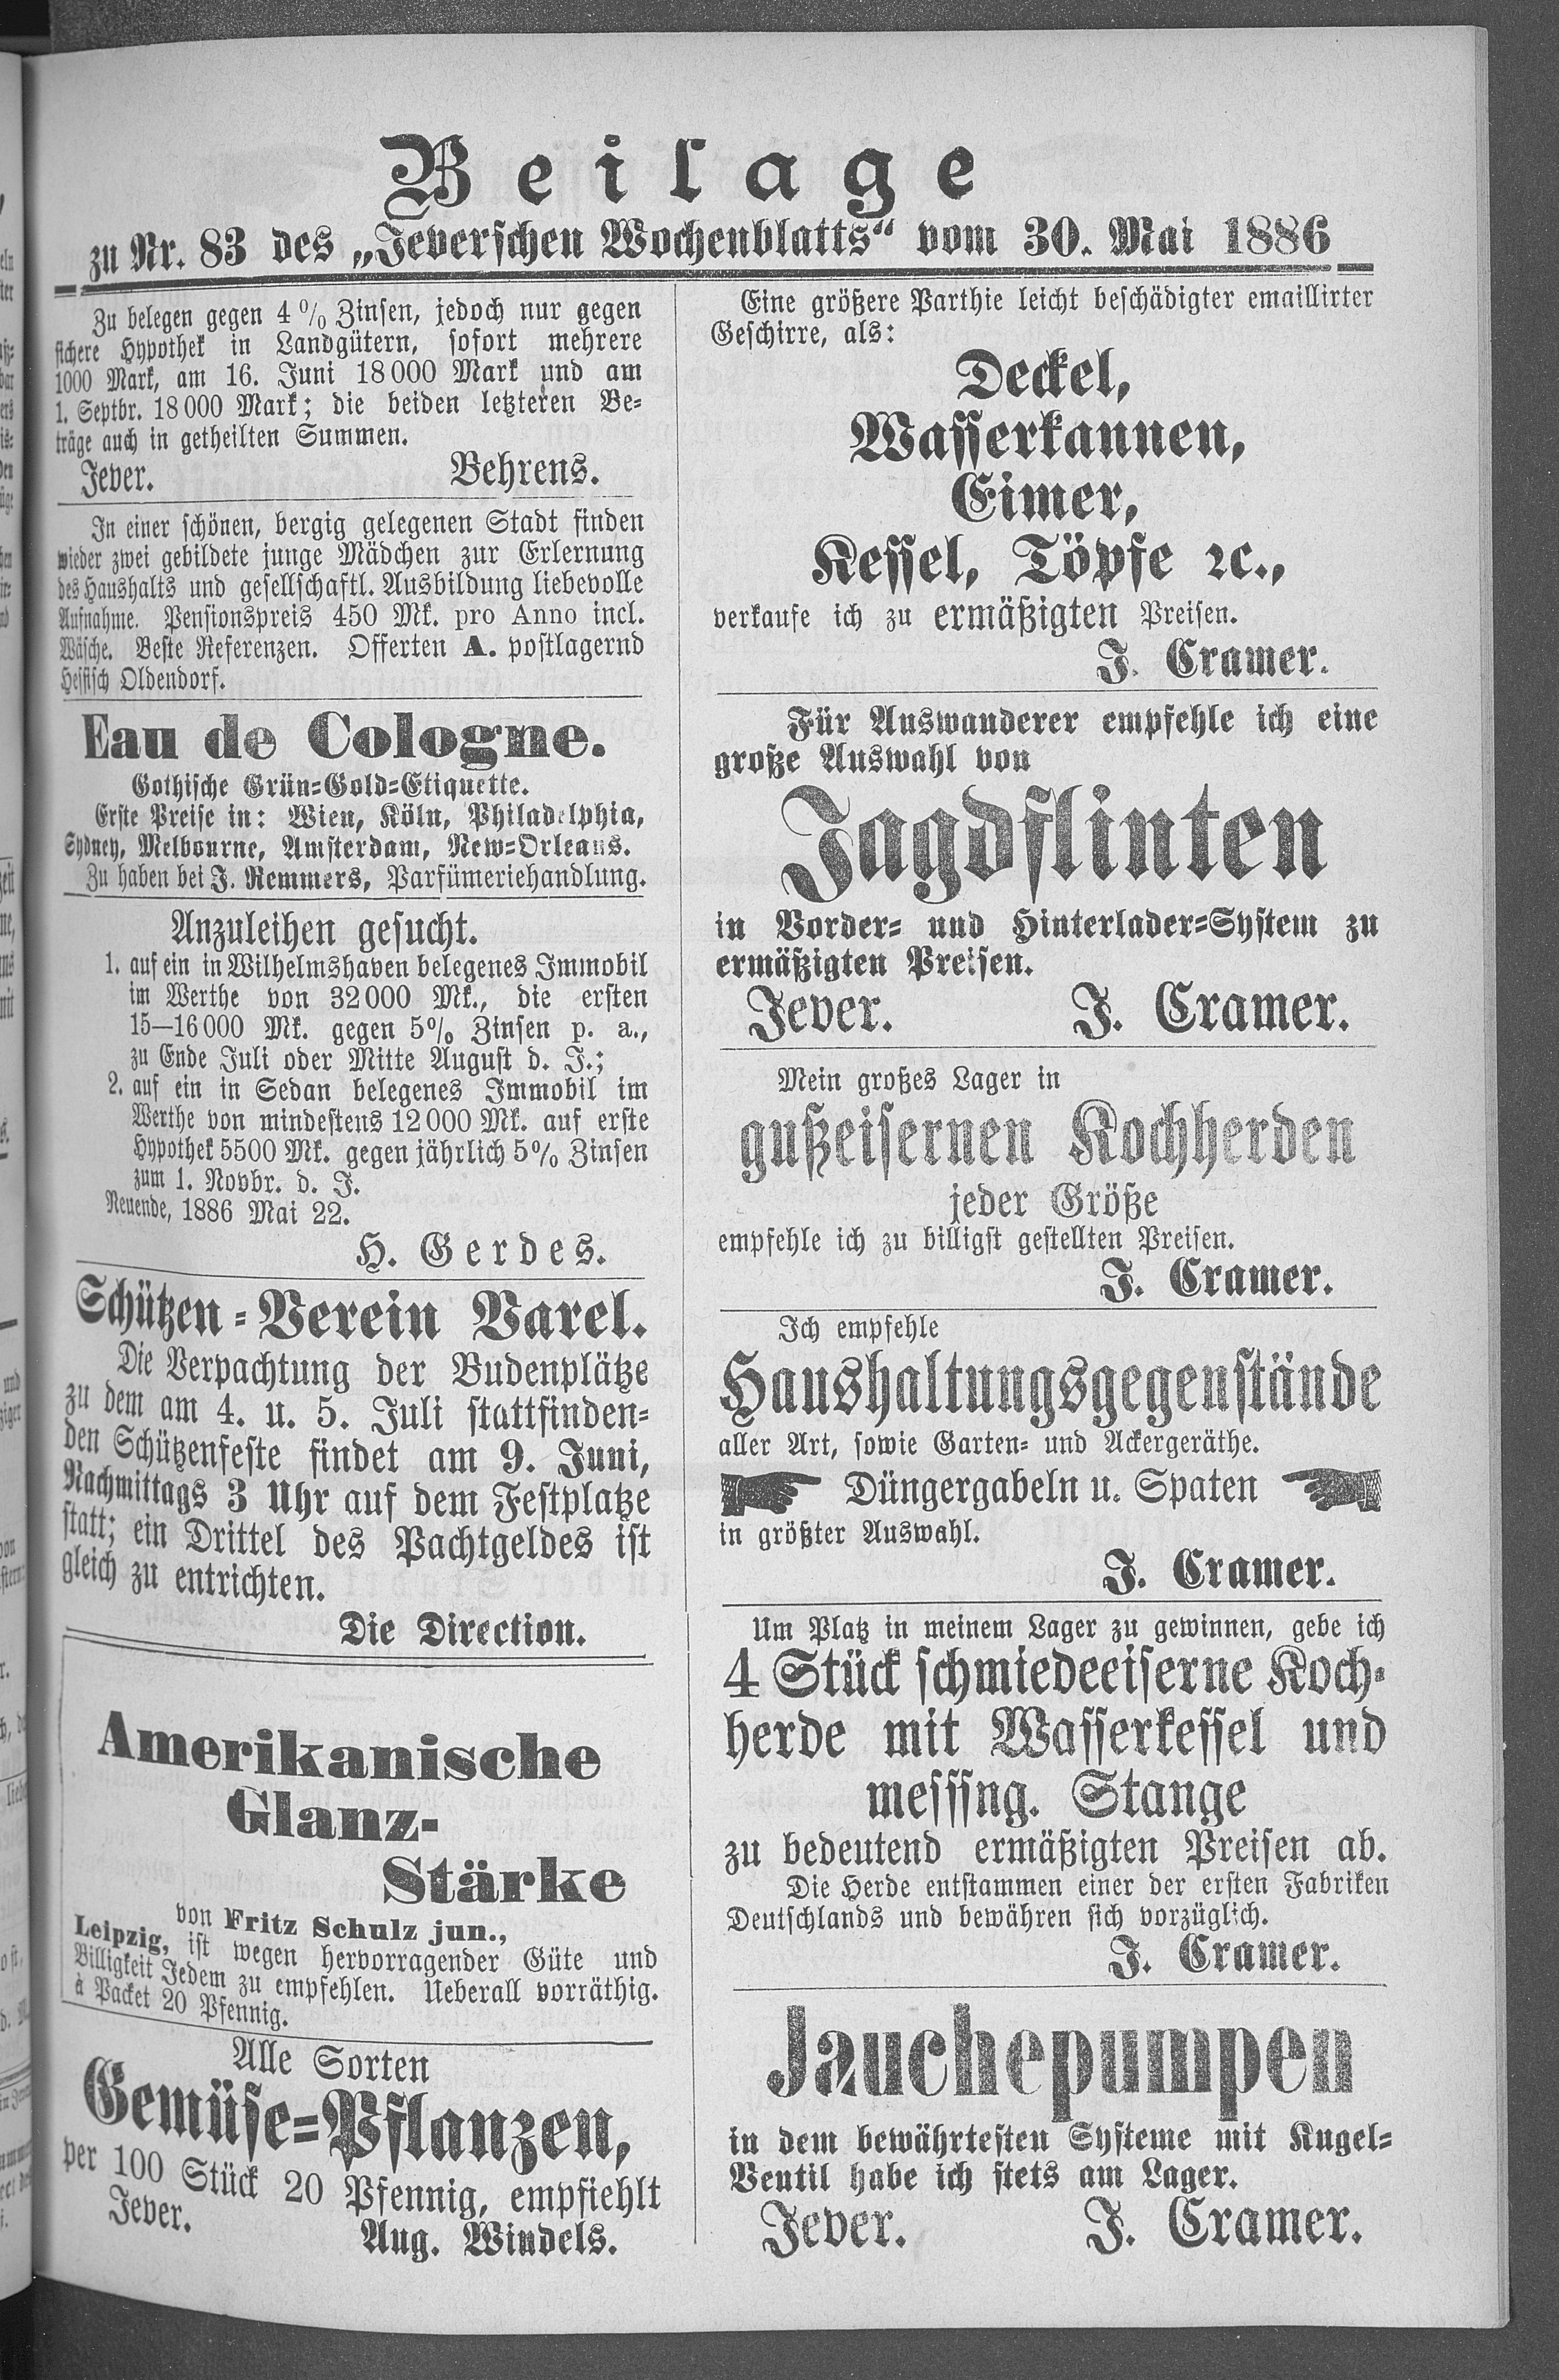 Beilage
zu Nr. 83 des „Jeverschen Wochenblatts“ vom 30. Mai 1886
Zu belegen gegen 4% Zinsen, jedoch nur gegen
sichere Hypothek in Landgütern, sofort mehrere
1000 Mark, am 16. Juni 18000 Mark und am
1. Septbr. 18000 Mark; die beiden letzteren Be-
träge auch in getheilten Summen.
Jever. Behrens.
In einer schönen, bergig gelegenen Stadt finden
wieder zwei gebildete junge Mädchen zur Erlernung
des Haushalts und gesellschaftl. Ausbildung liebevolle
Aufnahme. Pensionspreis 450 Mk. pro Anno incl.
Wäsche. Beste Referenzen. Offerten A. postlagernd
Hessisch Oldendorf.
Eau de Cologne.
Gothische Grün-Gold-Etiquette.
Erste Preise in: Wien, Köln, Philadelphia,
Sydney, Melbourne, Amsterdam, New-Orleans.
Zu haben bei J. Remmers, Parfümeriehandlung.
Anzuleihen gesucht.
1. auf ein in Wilhelmshaven belegenes Immobil
im Werthe von 32000 Mk., die ersten
15—16000 Mk. gegen 5% Zinsen p. a.,
zu Ende Juli oder Mitte August d. J.;
2. auf ein in Sedan belegenes Immobil im
Werthe von mindestens 12000 Mk. auf erste
Hypothek 5500 Mk. gegen jährlich 5% Zinsen
zum 1. Novbr. d. J.
Neuende, 1886 Mai 22.
H. Gerdes.
Schützen-Verein Varel.
Die Verpachtung der Budenplätze
zu dem am 4. u. 5. Juli stattfinden-
den Schützenfeste findet am 9. Juni,
Nachmittags 3 Uhr auf dem Festplatze
statt; ein Drittel des Pachtgeldes ist
gleich zu entrichten.
Die Direction.
Amerikanische
Glanz-
Stärke
von Fritz Schulz jun.,
Leipzig, ist wegen hervorragender Güte und
Billigkeit Jedem zu empfehlen. Ueberall vorräthig.
à Packet 20 Pfennig.
Alle Sorten
Gemüse-Pflanzen,
per 100 Stück 20 Pfennig, empfiehlt
Jever. Aug. Windels.
Eine größere Parthie leicht beschädigter emaillirter
Geschirre, als:
Deckel,
Wasserkannen,
Eimer,
Kessel, Töpfe ꝛc.,
verkaufe ich zu ermäßigten Preisen.
J. Cramer.
Für Auswanderer empfehle ich eine
große Auswahl von
Jagdflinten
in Vorder- und Hinterlader-System zu
ermäßigten Preisen.
Jever. J. Cramer.
Mein großes Lager in
gußeisernen Kochherden
jeder Größe
empfehle ich zu billigst gestellten Preisen.
J. Cramer.
Ich empfehle
Haushaltungsgegenstände
aller Art, sowie Garten- und Ackergeräthe.
Düngergabeln u. Spaten
in größter Auswahl.
J. Cramer.
Um Platz in meinem Lager zu gewinnen, gebe ich
4 Stück schmiedeeiserne Koch-
herde mit Wasserkessel und
messsng. Stange
zu bedeutend ermäßigten Preisen ab.
Die Herde entstammen einer der ersten Fabriken
Deutschlands und bewähren sich vorzüglich.
J. Cramer.
Jauchepumpen
in dem bewährtesten Systeme mit Kugel-
Ventil habe ich stets am Lager.
Jever. J. Cramer.